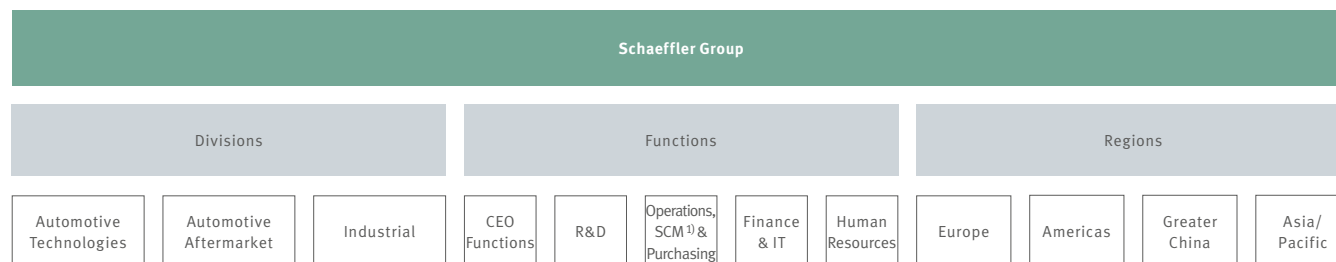 Schaeffler Group
Divisions
Functions
Regions
Automotive
Technologies
Automotive
Aftermarket
Industrial
CEO
Functions
R&D
Operations,
SCM 1) &
Purchasing
Finance
& IT
Human
Resources
Europe
Americas
Greater
China
Asia/
Pacific